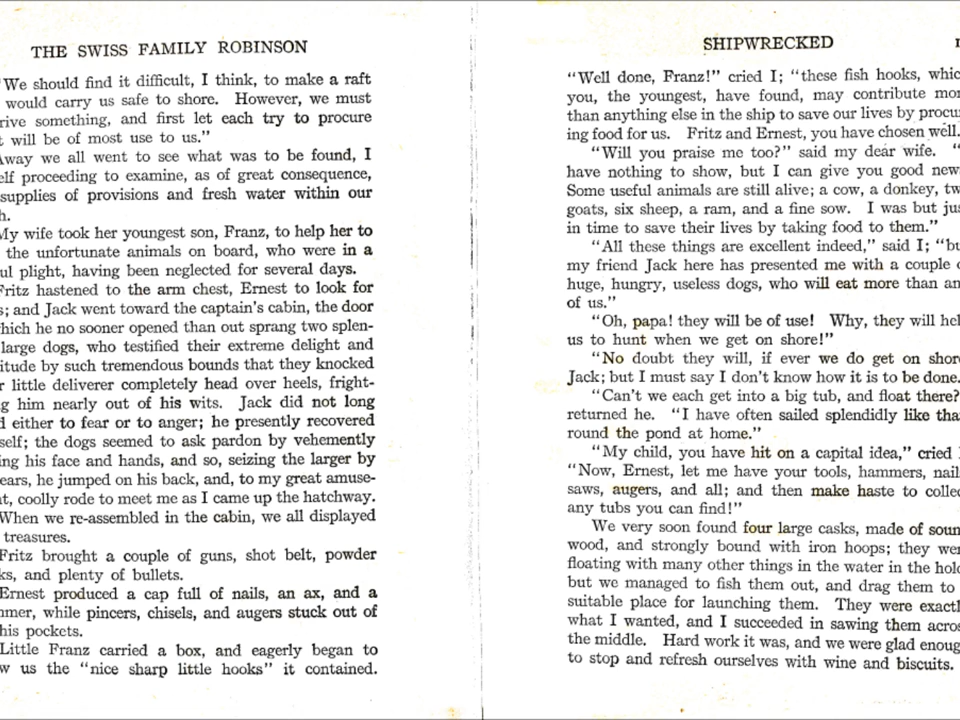 THE SWISS FAMILY ROBINSON
"We should find it difficult, I think, to make a raft
would carry us safe to shore. However, we must
rive something, and first let each try to procure
t will be of most use to us."
Away we all went to see what was to be found, I
elf proceeding to examine, as of great consequence,
supplies of provisions and fresh water within our
h.
My wife took her youngest son, Franz, to help her to
the unfortunate animals on board, who were in a
ul plight, having been neglected for several days.
Fritz hastened to the arm chest, Ernest to look for
s; and Jack went toward the captain's cabin, the door
hich he no sooner opened than out sprang two splen-
large dogs, who testified their extreme delight and
itude by such tremendous bounds that they knocked
r little deliverer completely head over heels, fright-
g him nearly out of his wits. Jack did not long
d either to fear or to anger; he presently recovered
self; the dogs seemed to ask pardon by vehemently
ing his face and hands, and so, seizing the larger by
ears, he jumped on his back, and, to my great amuse-
nt, coolly rode to meet me as I came up the hatchway.
When we re-assembled in the cabin, we all displayed
treasures.
Fritz brought a couple of guns, shot belt, powder
ks, and plenty of bullets.
Ernest produced a cap full of nails, an ax, and a
mer, while pincers, chisels, and augers stuck out of
his pockets.
Little Franz carried a box, and eagerly began to
w us the "nice sharp little hooks" it contained.
SHIPWRECKED
"Well done, Franz!" cried I; "these fish hooks, whic
you, the youngest, have found, may contribute mor
than anything else in the ship to save our lives by procu
ing food for us. Fritz and Ernest, you have chosen well.
"Will you praise me too?" said my dear wife. "
have nothing to show, but I can give you good new
Some useful animals are still alive; a cow, a donkey, tw
goats, six sheep, a ram, and a fine sow. I was but jus
in time to save their lives by taking food to them."
"All these things are excellent indeed," said I; "bu
my friend Jack here has presented me with a couple o
huge, hungry, useless dogs, who will eat more than an
of us."
"Oh, papa! they will be of use! Why, they will hel
us to hunt when we get on shore!"
"No doubt they will, if ever we do get on shore
Jack; but I must say I don't know how it is to be done.
"Can't we each get into a big tub, and float there?
returned he. "I have often sailed splendidly like tha
round the pond at home."
"My child, you have hit on a capital idea," cried I
"Now, Ernest, let me have your tools, hammers, nail
saws, augers, and all; and then make haste to collec
any tubs you can find!"
We very soon found four large casks, made of soun
wood, and strongly bound with iron hoops; they wer
floating with many other things in the water in the hold
but we managed to fish them out, and drag them to
suitable place for launching them. They were exactl
what I wanted, and I succeeded in sawing them acros
the middle. Hard work it was, and we were glad enoug
to stop and refresh ourselves with wine and biscuits.